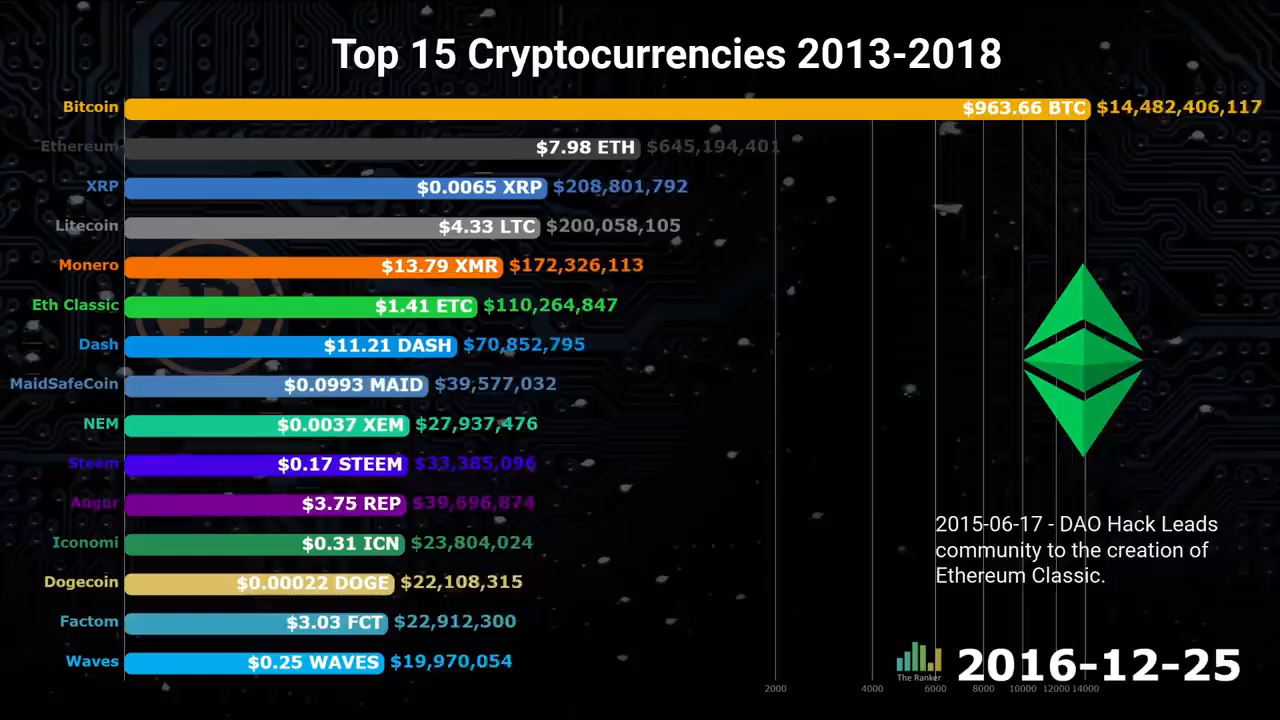 Top 15 Cryptocurrencies 2013-2018
Bitcoin $963.66 BTC $14,482,406,117
Ethereum $7.98 ETH $645,194,401
XRP $0.0065 XRP $208,801,792
Litecoin $4.33 LTC $200,058,105
Monero $13.79 XMR $172,326,113
Eth Classic $1.41 ETC $110,264,847
Dash $11.21 DASH $70,852,795
MaidSafeCoin $0.0993 MAID $39,577,032
NEM $0.0037 XEM $27,937,476
Steem $0.17 STEEM $33,385,096
Augur $3.75 REP $39,696,874
Iconomi $0.31 ICN $23,804,024
Dogecoin $0.00022 DOGE $22,108,315
Factom $3.03 FCT $22,912,300
Waves $0.25 WAVES $19,970,054
2015-06-17 - DAO Hack Leads
community to the creation of
Ethereum Classic.
The Ranker
2016-12-25
2000 4000 6000 8000 10000 12000 14000